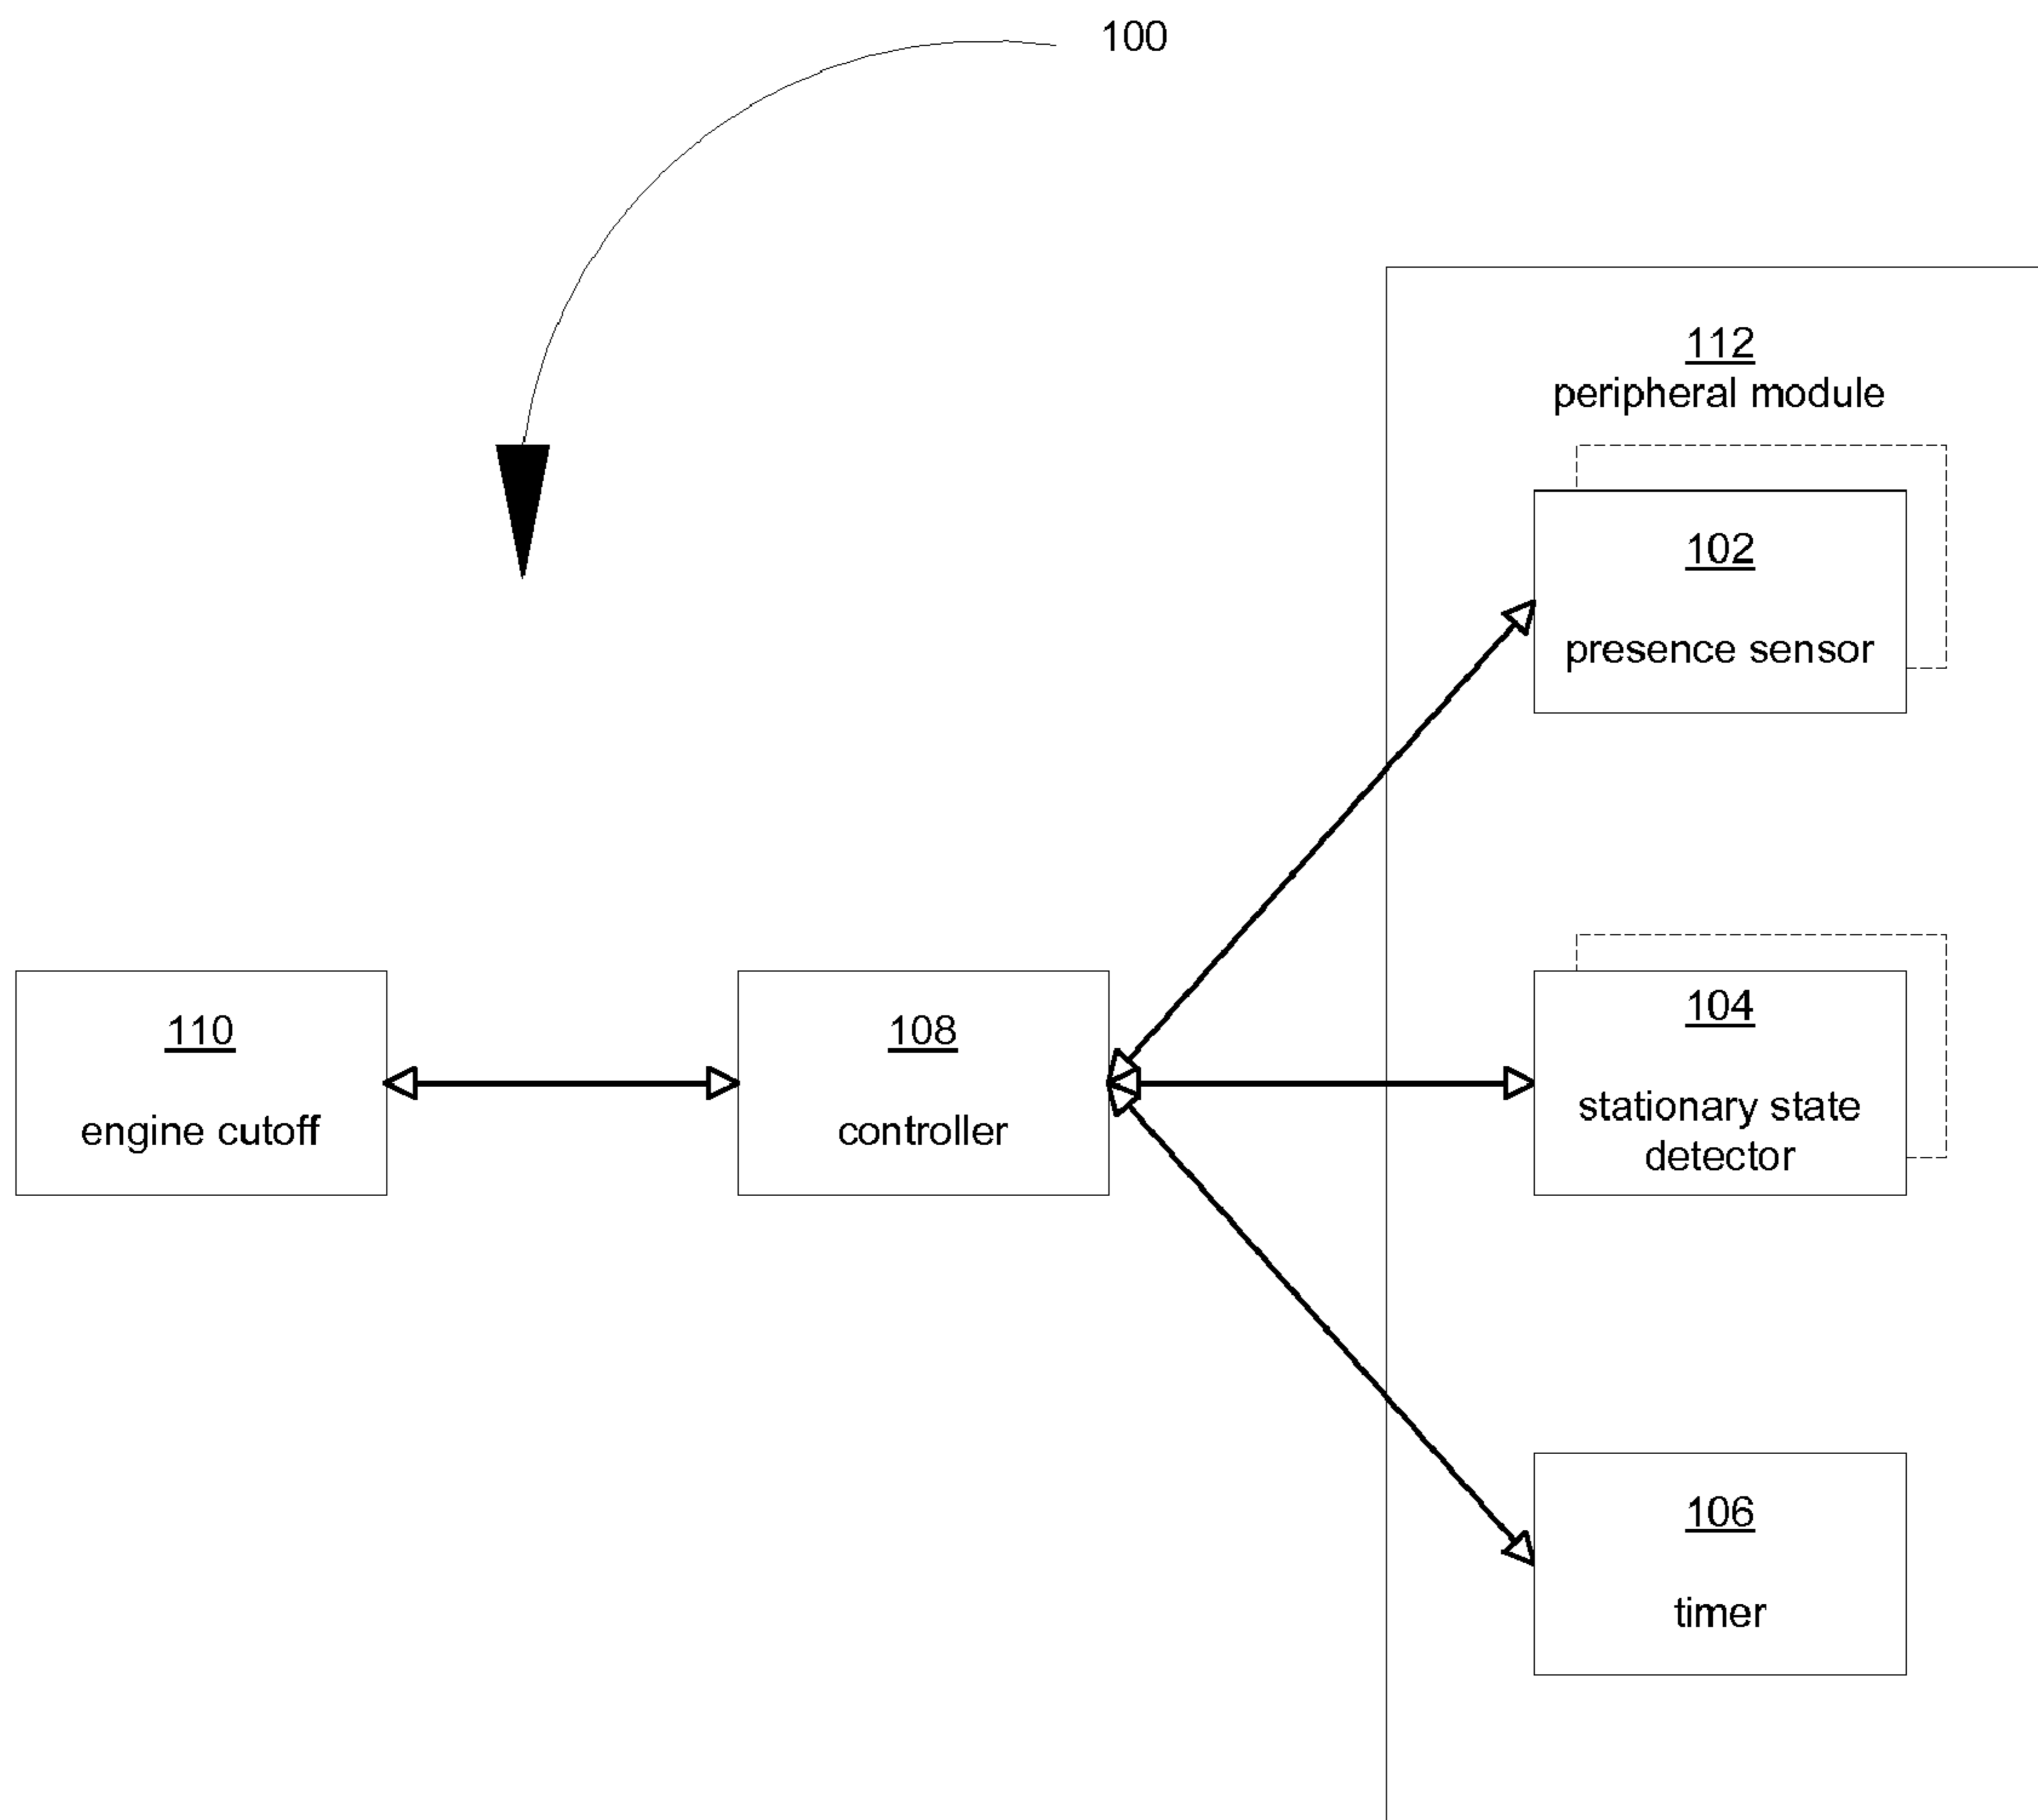 100
112
peripheral module
102
presence sensor
110
engine cutoff
108
controller
104
stationary state
detector
106
timer